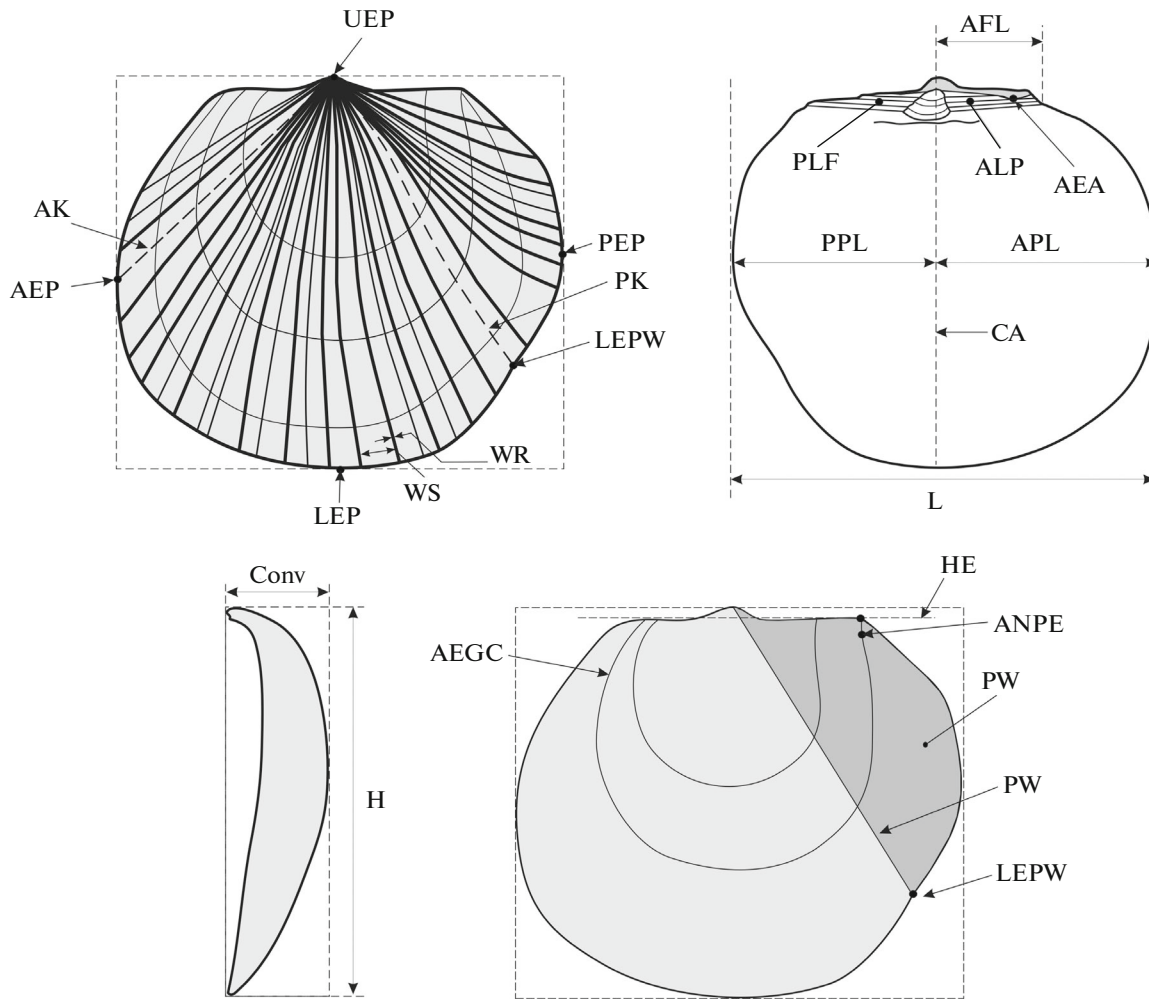 UEP
AK
AEP
PEP
PK
LEPW
WR
WS
LEP
AFL
PLF
ALP
AEA
PPL
APL
CA
L
Conv
H
HE
ANPE
AEGC
PW
PW
LEPW